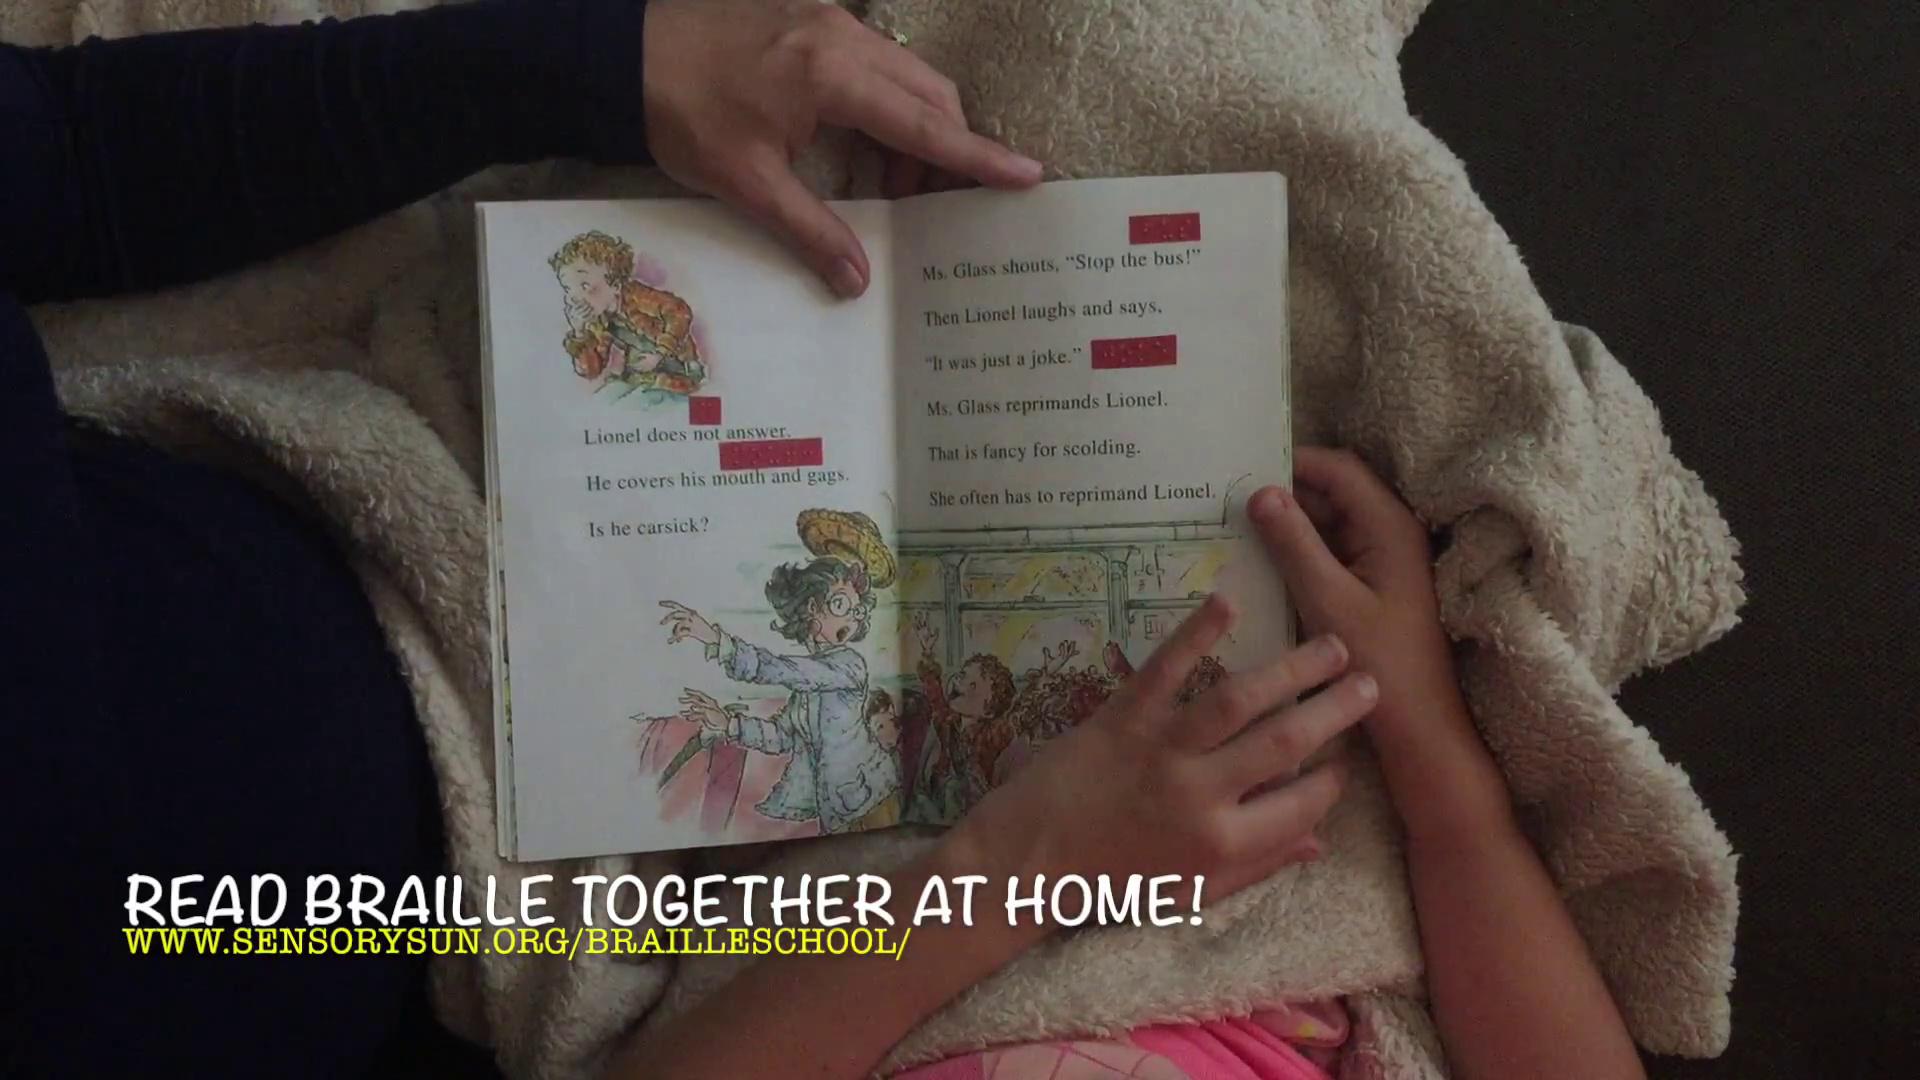 Lionel does not answer.
He covers his mouth and gags.
Is he carsick?
Ms. Glass shouts, “Stop the bus!”
Then Lionel laughs and says,
“It was just a joke.”
Ms. Glass reprimands Lionel.
That is fancy for scolding.
She often has to reprimand Lionel.
READ BRAILLE TOGETHER AT HOME!
WWW.SENSORYSUN.ORG/BRAILLESCHOOL/